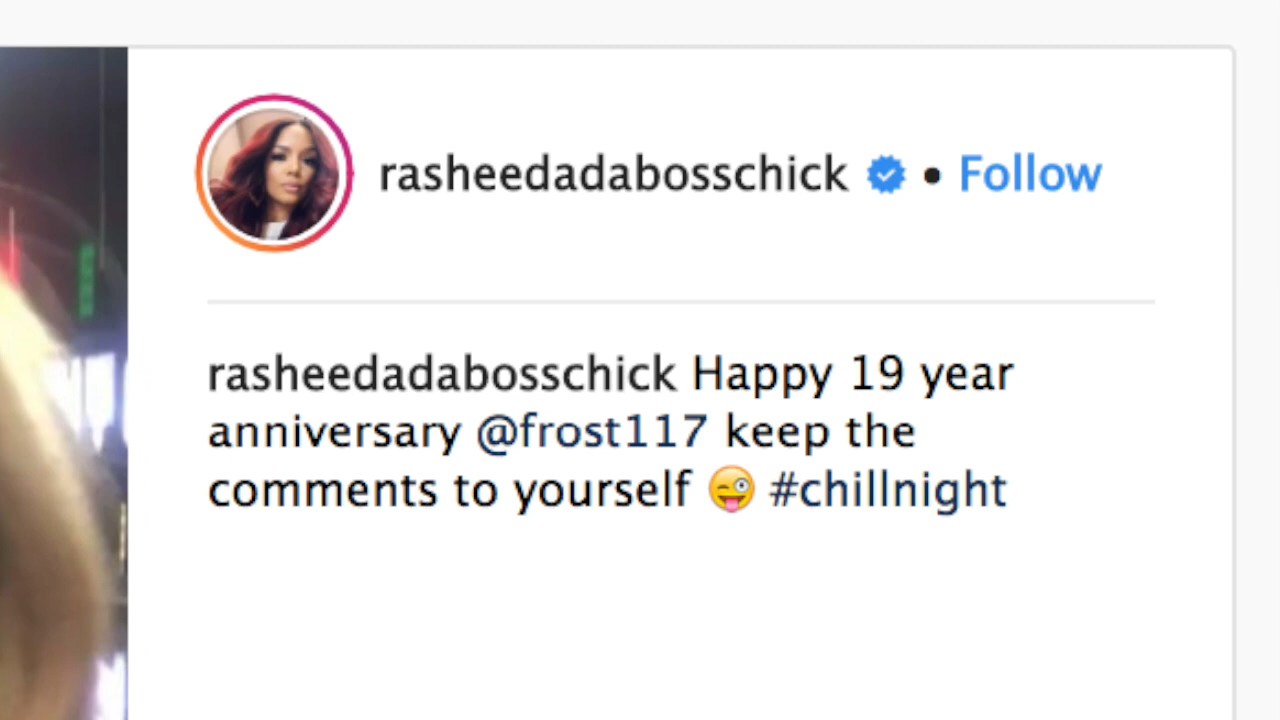 rasheedadabosschick • Follow
rasheedadabosschick Happy 19 year
anniversary @frost117 keep the
comments to yourself 😜 #chillnight